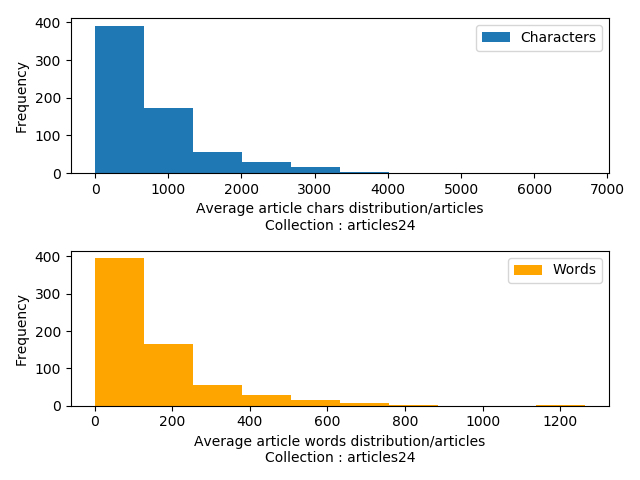 400
300
200
100
0
Frequency
Characters
0 1000 2000 3000 4000 5000 6000 7000
Average article chars distribution/articles
Collection : articles24
400
300
200
100
0
Frequency
Words
0 200 400 600 800 1000 1200
Average article words distribution/articles
Collection : articles24